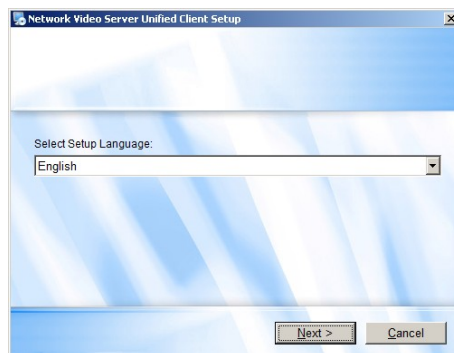 Network Video Server Unified Client Setup
Select Setup Language:
English
Next >
Cancel